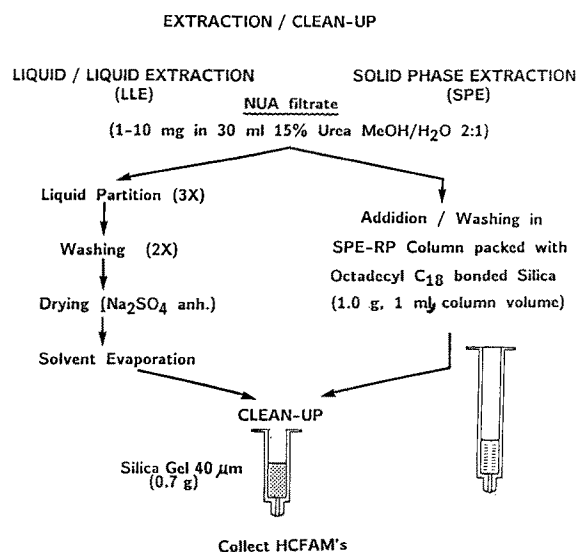 EXTRACTION / CLEAN-UP
LIQUID / LIQUID EXTRACTION
(LLE)
SOLID PHASE EXTRACTION
(SPE)
NUA filtrate
(1-10 mg in 30 ml 15% Urea MeOH/H2O 2:1)
Liquid Partition (3X)
Washing (2X)
Drying (Na2SO4 anh.)
Solvent Evaporation
Addidion / Washing in
SPE-RP Column packed with
Octadecyl C18 bonded Silica
(1.0 g, 1 ml, column volume)
CLEAN-UP
Silica Gel 40 µm
(0.7 g)
Collect HCFAM's